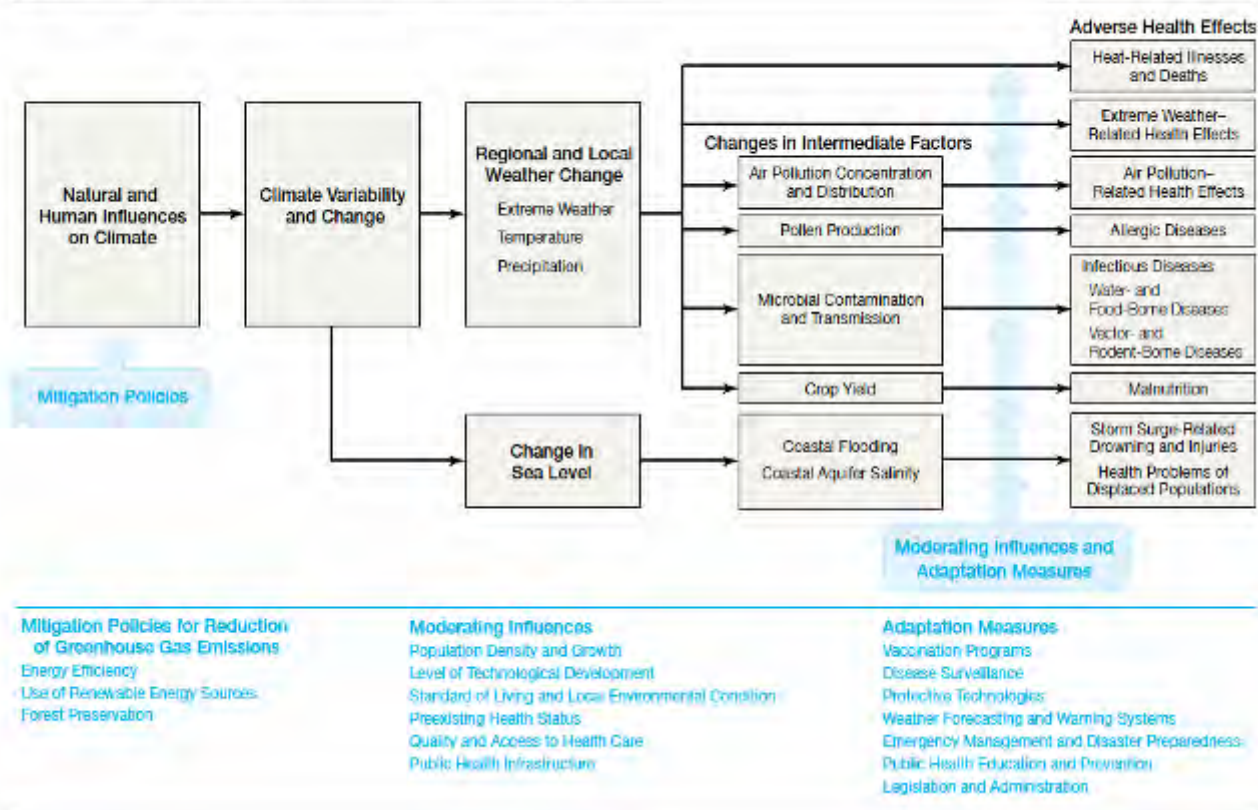 Adverse Health Effects
Heat-Related Illnesses
and Deaths
Extreme Weather–
Related Health Effects
Changes in Intermediate Factors
Natural and
Human Influences
on Climate
Climate Variability
and Change
Regional and Local
Weather Change
Extreme Weather
Temperature
Precipitation
Air Pollution Concentration
and Distribution
Air Pollution–
Related Health Effects
Pollen Production
Allergic Diseases
Microbial Contamination
and Transmission
Infectious Diseases
Water- and
Food-Borne Diseases
Vector- and
Rodent-Borne Diseases
Mitigation Policies
Crop Yield
Malnutrition
Change in
Sea Level
Coastal Flooding
Coastal Aquifer Salinity
Storm Surge-Related
Drowning and Injuries
Health Problems of
Displaced Populations
Moderating Influences and
Adaptation Measures
Mitigation Policies for Reduction
of Greenhouse Gas Emissions
Energy Efficiency
Use of Renewable Energy Sources
Forest Preservation
Moderating Influences
Population Density and Growth
Level of Technological Development
Standard of Living and Local Environmental Condition
Preexisting Health Status
Quality and Access to Health Care
Public Health Infrastructure
Adaptation Measures
Vaccination Programs
Disease Surveillance
Protective Technologies
Weather Forecasting and Warning Systems
Emergency Management and Disaster Preparedness
Public Health Education and Prevention
Legislation and Administration